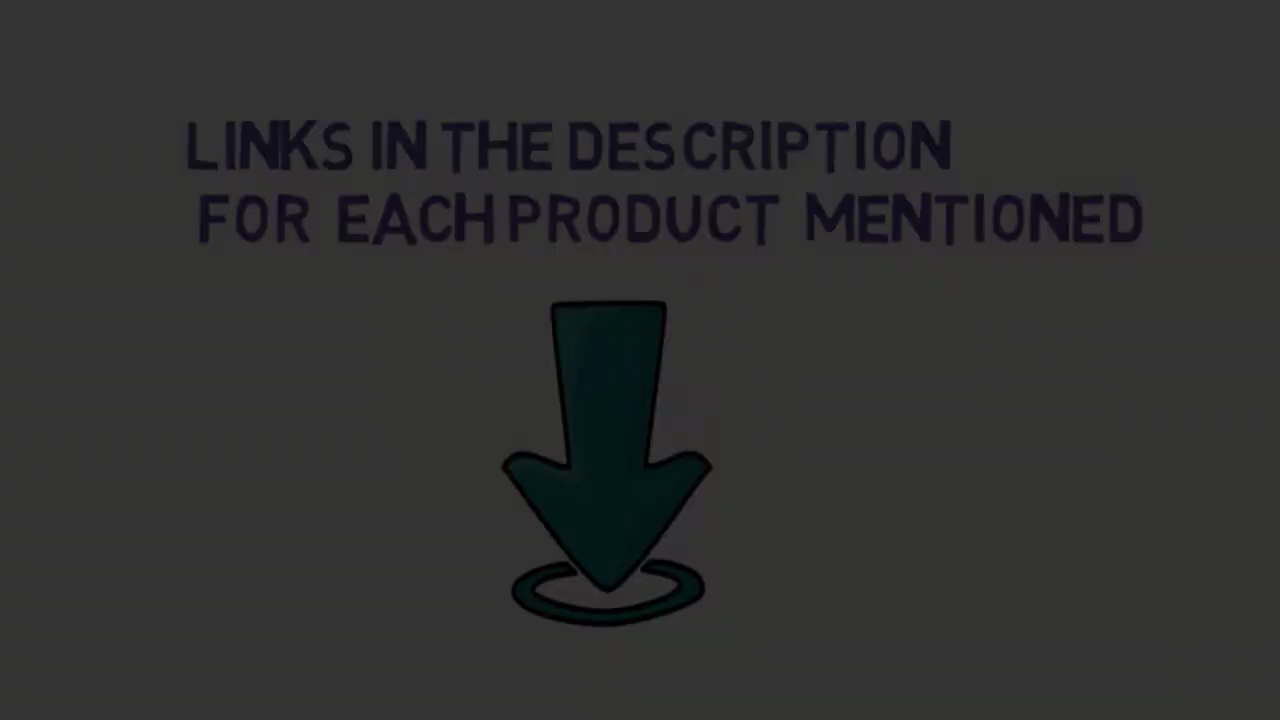 LINKS IN THE DESCRIPTION
FOR EACH PRODUCT MENTIONED